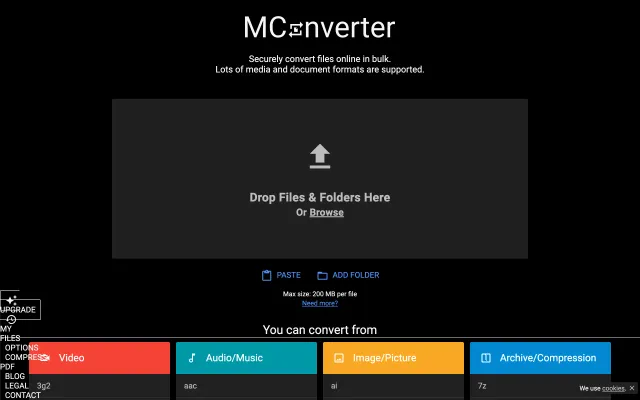 MConverter
Securely convert files online in bulk.
Lots of media and document formats are supported.
Drop Files & Folders Here
Or Browse
PASTE
ADD FOLDER
Max size: 200 MB per file
Need more?
You can convert from
UPGRADE
MY
FILES
OPTIONS
COMPRESS
PDF
BLOG
LEGAL
CONTACT
Video
3g2
Audio/Music
aac
Image/Picture
ai
Archive/Compression
7z
We use cookies.